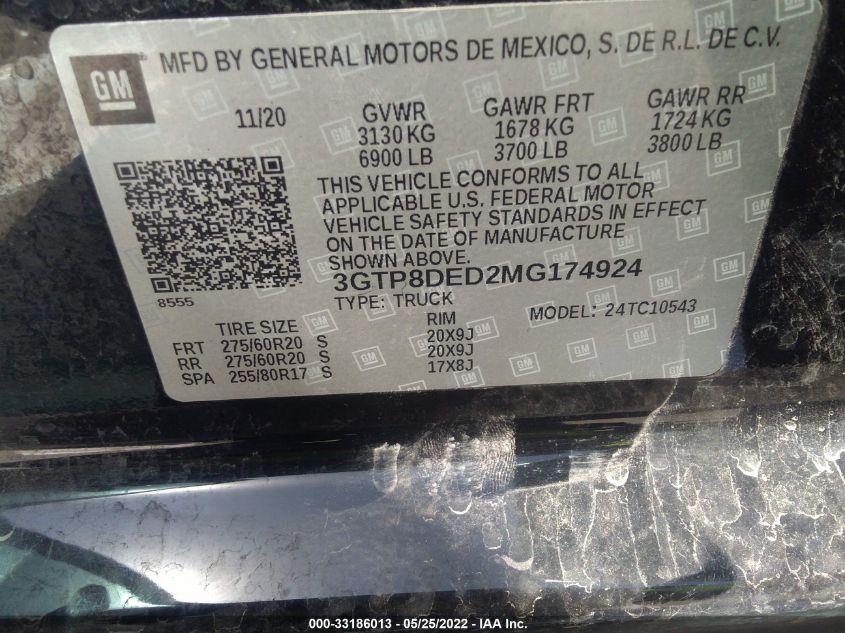 GM
MFD BY GENERAL MOTORS DE MEXICO, S. DE R.L. DE C.V.
11/20 GVWR GAWR FRT GAWR RR
3130 KG 1678 KG 1724 KG
6900 LB 3700 LB 3800 LB
THIS VEHICLE CONFORMS TO ALL
APPLICABLE U.S. FEDERAL MOTOR
VEHICLE SAFETY STANDARDS IN EFFECT
ON THE DATE OF MANUFACTURE
SHOWN ABOVE.
8555
3GTP8DED2MG174924
TYPE: TRUCK MODEL: 24TC10543
TIRE SIZE RIM
FRT 275/60R20 S 20X9J
RR 275/60R20 S 20X9J
SPA 255/80R17 S 17X8J
000-33186013 - 05/25/2022 - IAA Inc.